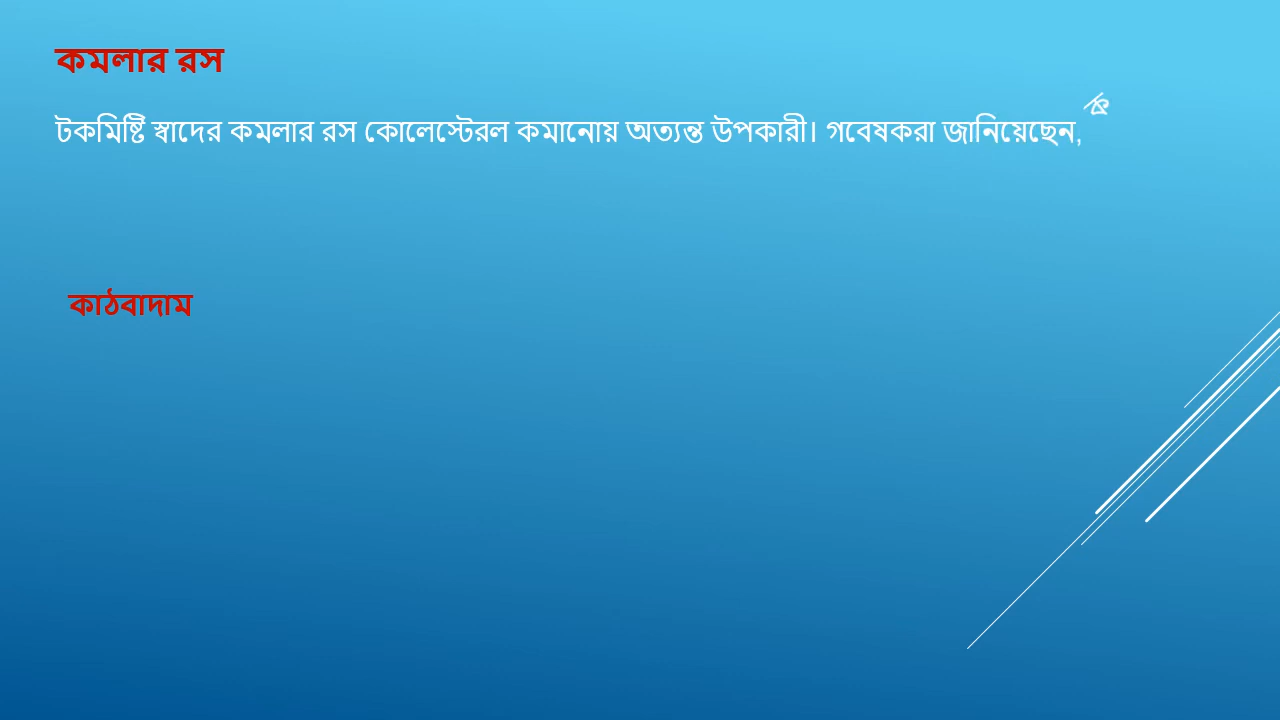 কমলার রস
টকমিষ্টি স্বাদের কমলার রস কোলেস্টেরল কমানোয় অত্যন্ত উপকারী। গবেষকরা জানিয়েছেন, ক
কাঠবাদাম